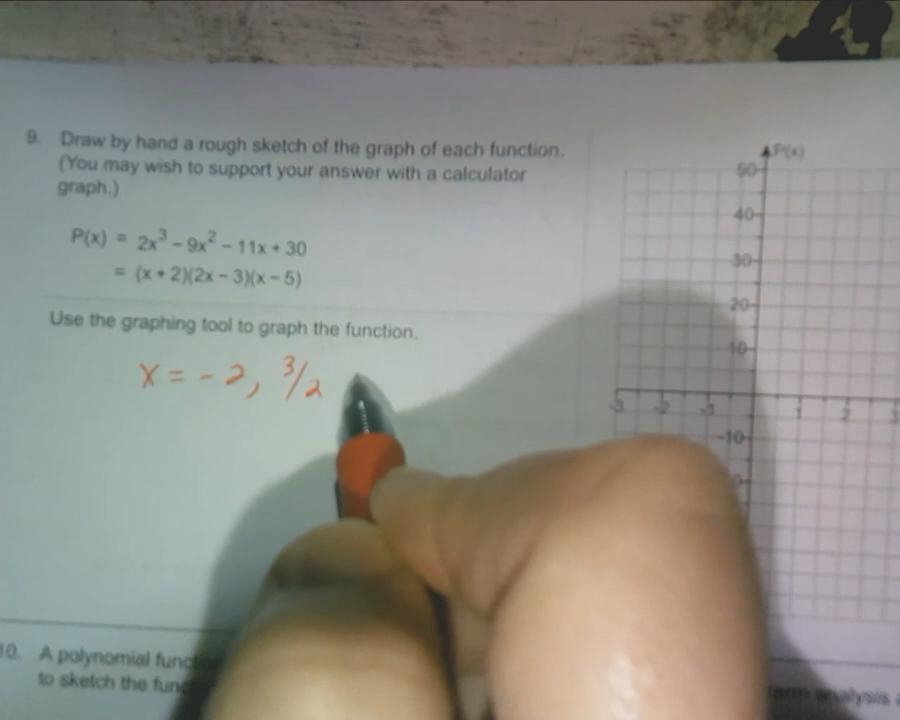 9. Draw by hand a rough sketch of the graph of each function.
(You may wish to support your answer with a calculator
graph.)
P(x) = 2x³ − 9x² − 11x + 30
= (x + 2)(2x − 3)(x − 5)
Use the graphing tool to graph the function.
X = -2, 3/2
P(x)
50
40
30
20
10
-3 -2 -1 1 2 3
-10
10. A polynomial
to sketch the
term analysis